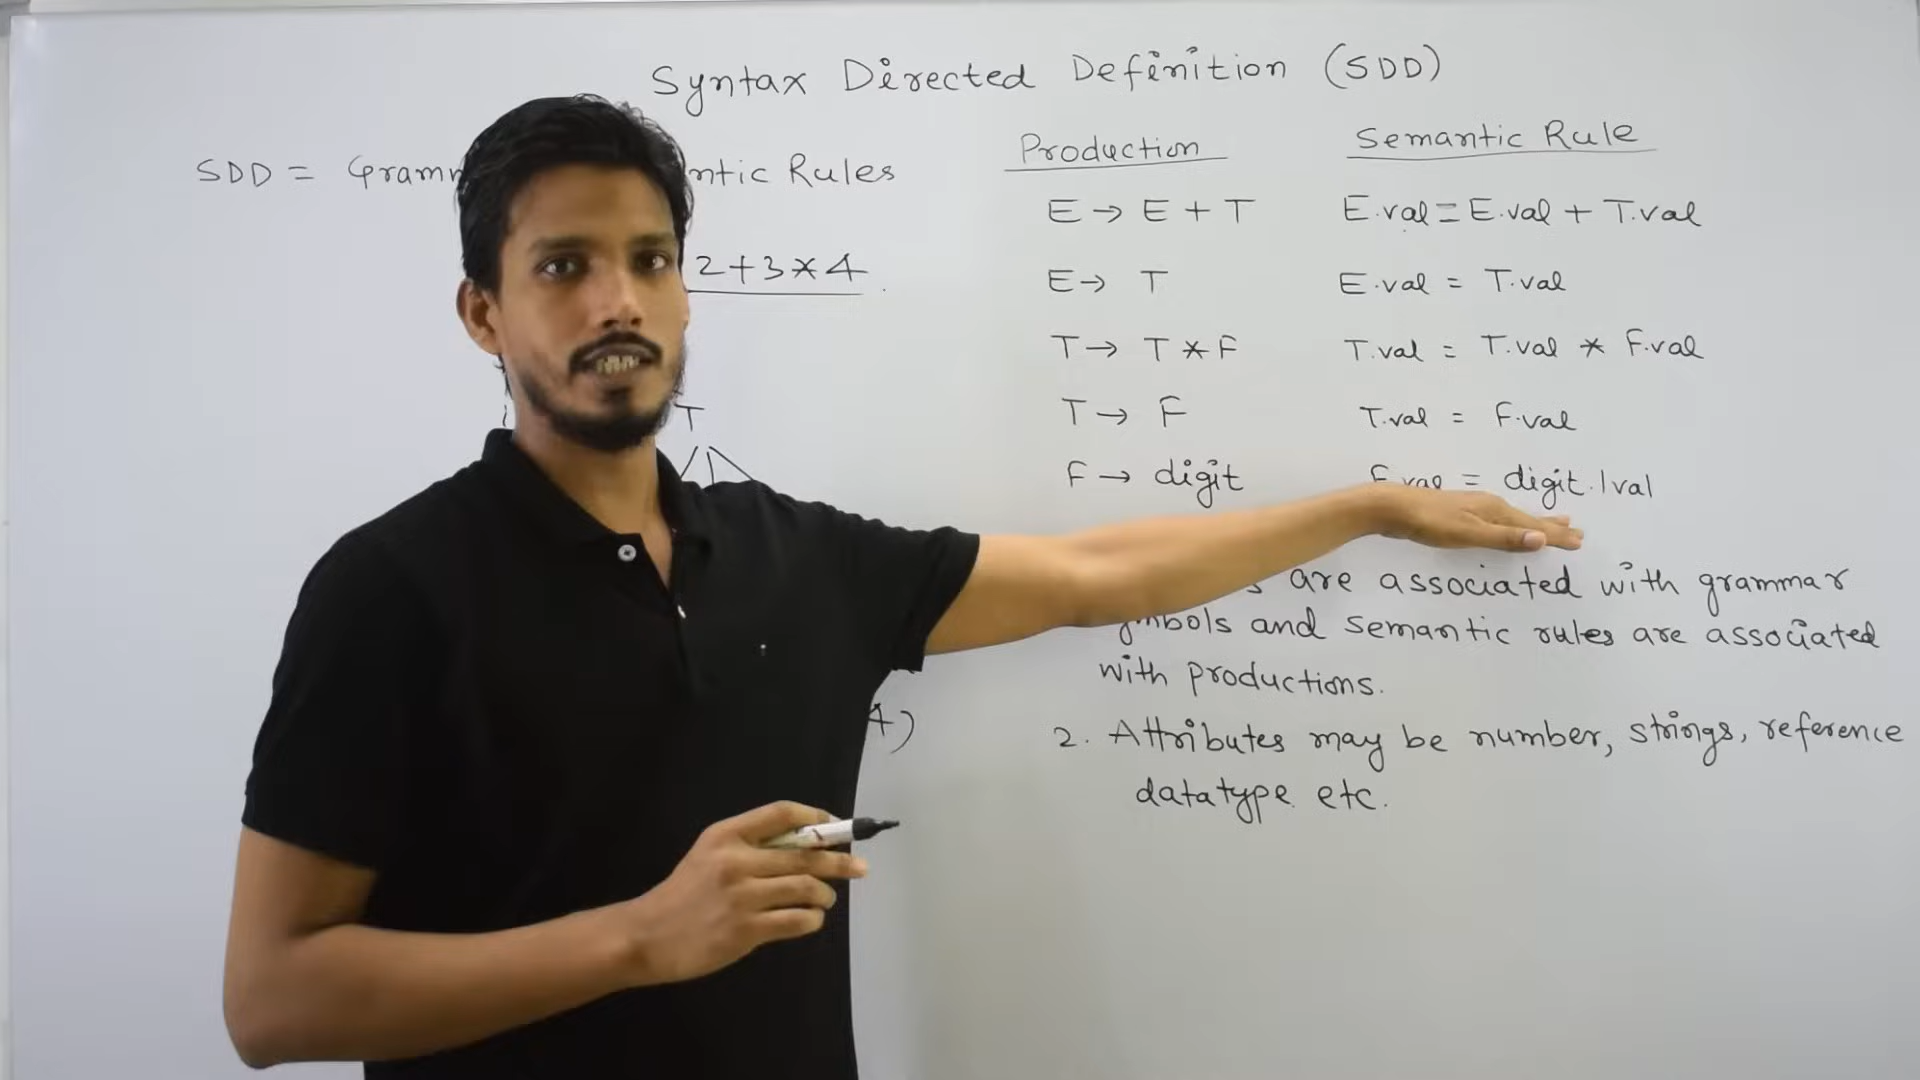 Syntax Directed Definition (SDD)
SDD = Rules
2+3*4
T
4)
Production Semantic Rule
E → E + T E.val = E.val + T.val
E → T E.val = T.val
T → T * F T.val = T.val * F.val
T → F T.val = F.val
F → digit F.val = digit.lval
are associated with grammar
and semantic rules are associated
with productions.
2. Attributes may be number, strings, reference
datatype etc.